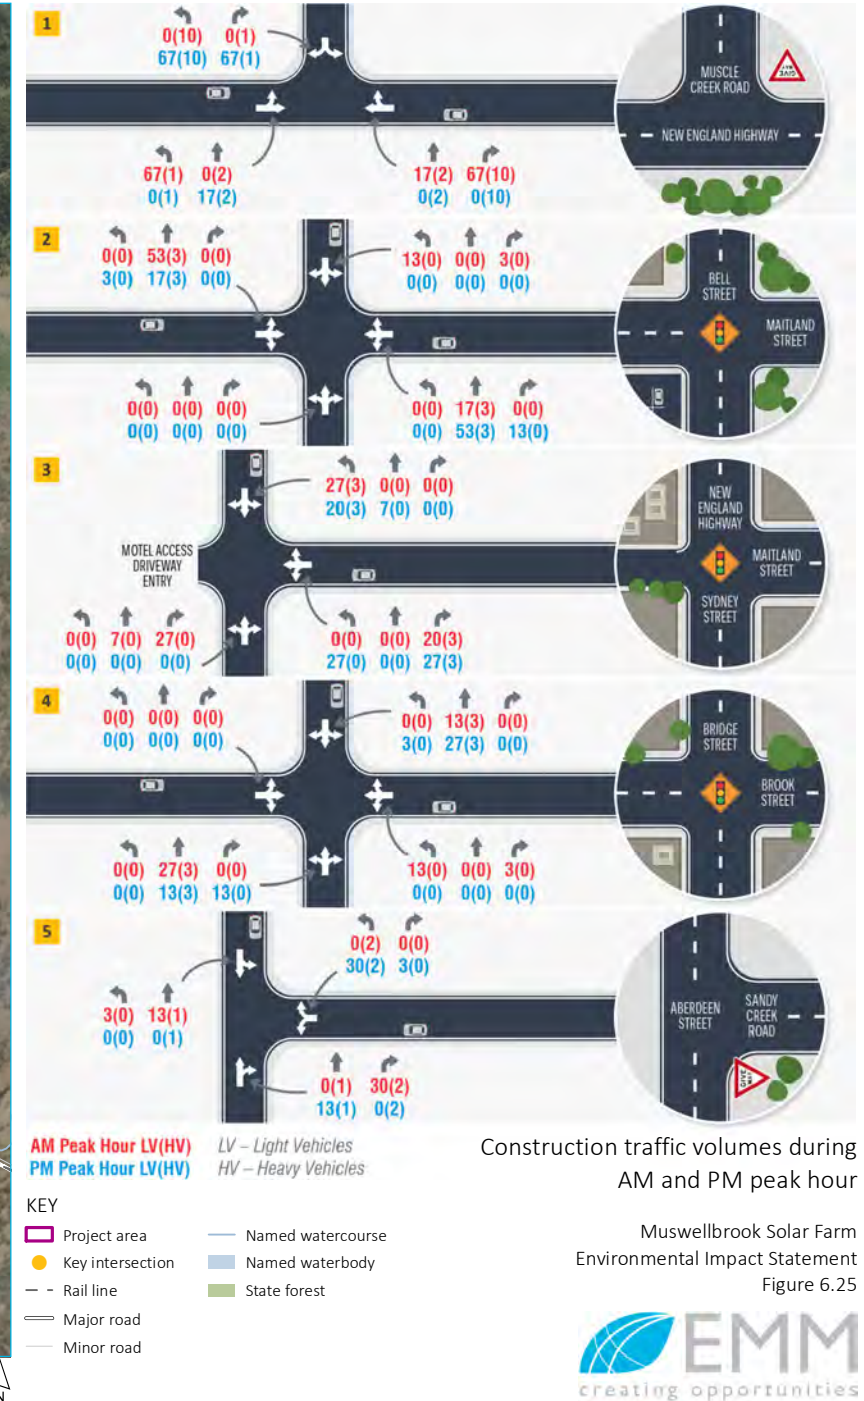 1
0(10) 0(1)
67(10) 67(1)
67(1) 0(2)
0(1) 17(2)
17(2) 67(10)
0(2) 0(10)
MUSCLE
CREEK ROAD
GIVE
WAY
NEW ENGLAND HIGHWAY
2
0(0) 53(3) 0(0)
3(0) 17(3) 0(0)
13(0) 0(0) 3(0)
0(0) 0(0) 0(0)
0(0) 0(0) 0(0)
0(0) 0(0) 0(0)
0(0) 17(3) 0(0)
0(0) 53(3) 13(0)
BELL
STREET
MAITLAND
STREET
3
27(3) 0(0) 0(0)
20(3) 7(0) 0(0)
MOTEL ACCESS
DRIVEWAY
ENTRY
0(0) 7(0) 27(0)
0(0) 0(0) 0(0)
0(0) 0(0) 20(3)
27(0) 0(0) 27(3)
NEW
ENGLAND
HIGHWAY
MAITLAND
STREET
SYDNEY
STREET
4
0(0) 0(0) 0(0)
0(0) 0(0) 0(0)
0(0) 13(3) 0(0)
3(0) 27(3) 0(0)
0(0) 27(3) 0(0)
0(0) 13(3) 13(0)
13(0) 0(0) 3(0)
0(0) 0(0) 0(0)
BRIDGE
STREET
BROOK
STREET
5
0(2) 0(0)
30(2) 3(0)
3(0) 13(1)
0(0) 0(1)
0(1) 30(2)
13(1) 0(2)
ABERDEEN
STREET
SANDY
CREEK
ROAD
GIVE
WAY
AM Peak Hour LV(HV) LV – Light Vehicles
PM Peak Hour LV(HV) HV – Heavy Vehicles
Construction traffic volumes during
AM and PM peak hour
KEY
Project area
Key intersection
Rail line
Major road
Minor road
Named watercourse
Named waterbody
State forest
Muswellbrook Solar Farm
Environmental Impact Statement
Figure 6.25
EMM
creating opportunities
N